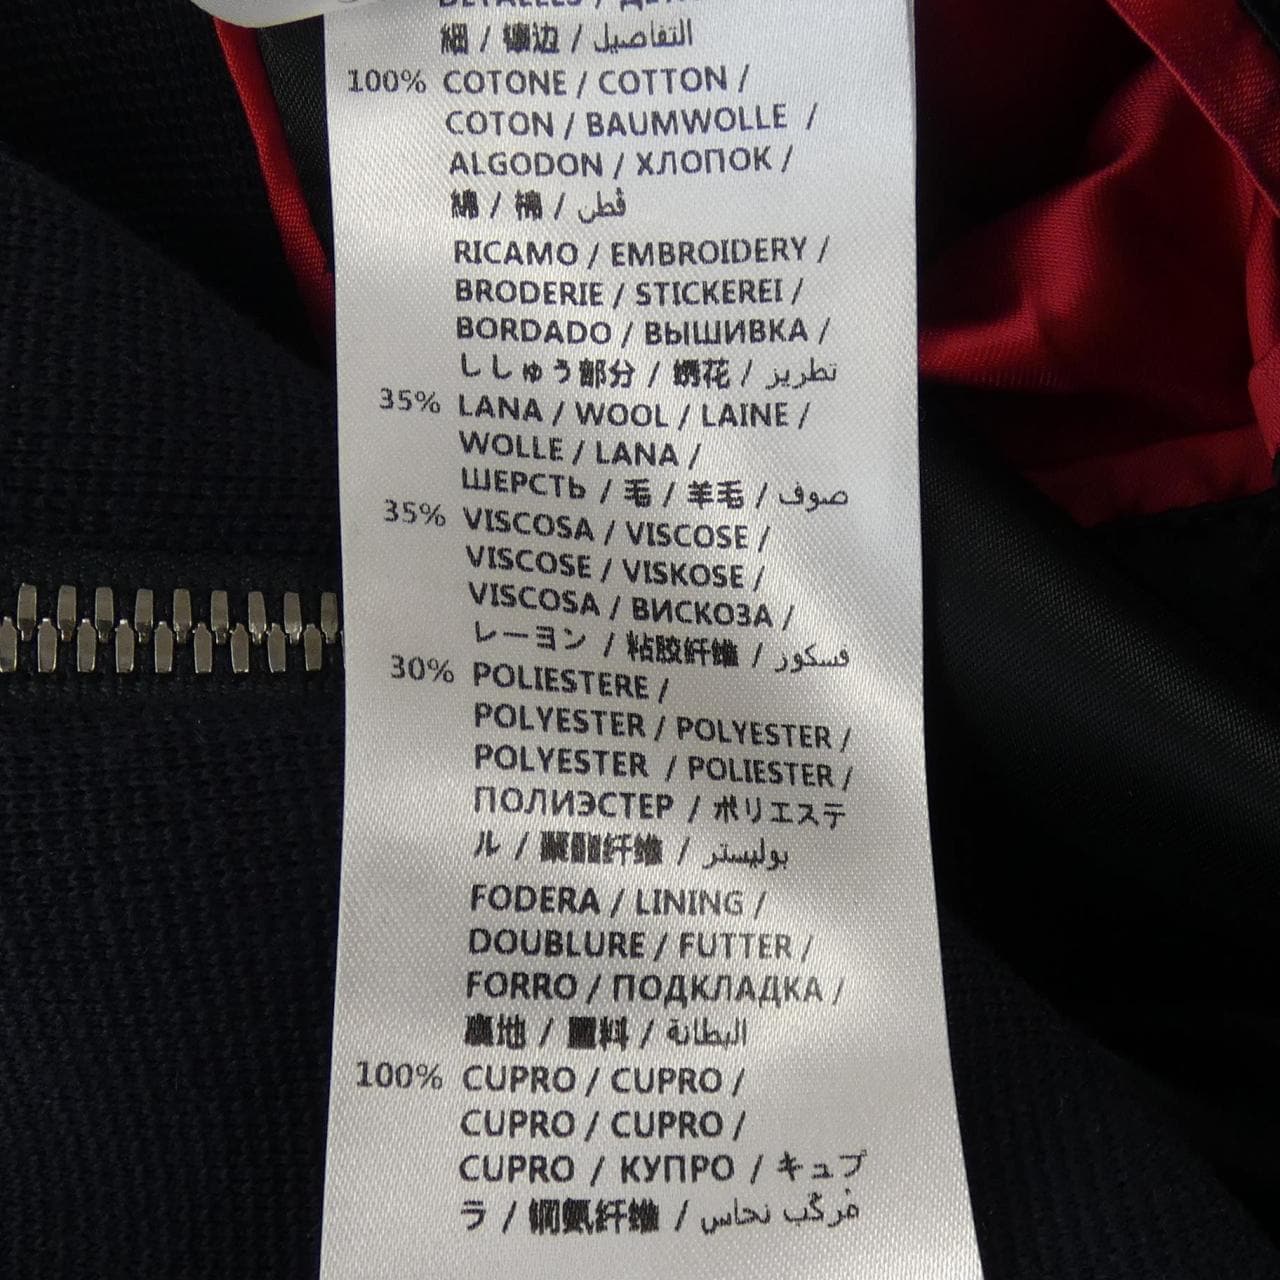 細 / 镶边 / التفاصيل
100% COTONE / COTTON /
COTON / BAUMWOLLE /
ALGODON / ХЛОПОК /
綿 / 棉 / قطن
RICAMO / EMBROIDERY /
BRODERIE / STICKEREI /
BORDADO / ВЫШИВКА /
ししゅう部分 / 绣花 / تطريز
35% LANA / WOOL / LAINE /
WOLLE / LANA /
ШЕРСТЬ / 毛 / 羊毛 / صوف
35% VISCOSA / VISCOSE /
VISCOSE / VISKOSE /
VISCOSA / ВИСКОЗА /
レーヨン / 粘胶纤维 / فسكوز
30% POLIESTERE /
POLYESTER / POLYESTER /
POLYESTER / POLIESTER /
ПОЛИЭСТЕР / ポリエステ
ル / 聚酯纤维 / بوليستر
FODERA / LINING /
DOUBLURE / FUTTER /
FORRO / ПОДКЛАДКА /
裏地 / 里料 / البطانة
100% CUPRO / CUPRO /
CUPRO / CUPRO /
CUPRO / КУПРО / キュプ
ラ / 铜氨纤维 / مركب نحاس